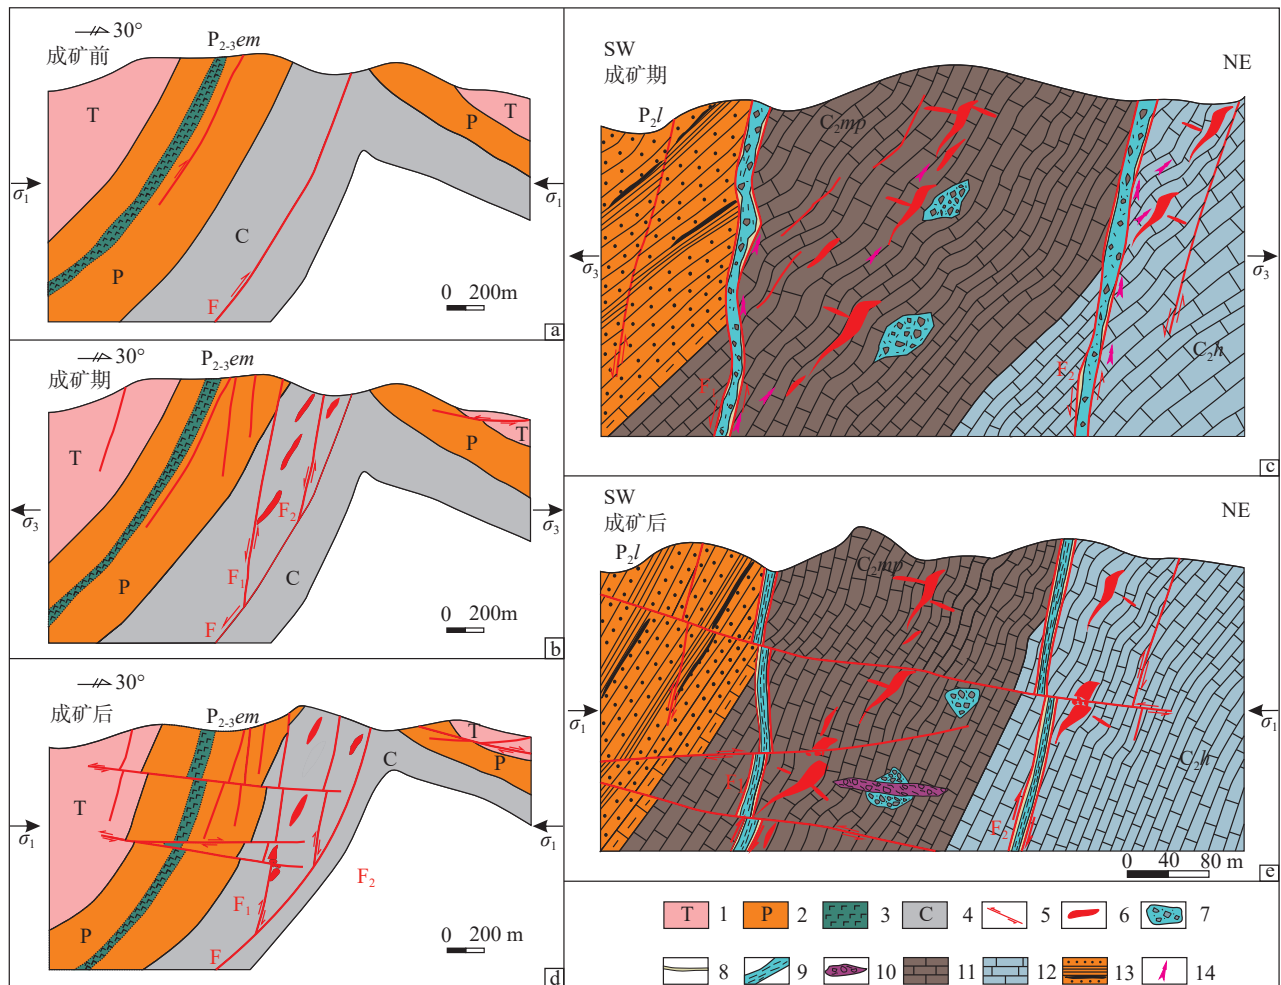 30°
成矿前
P₂₋₃em
T
P
C
P
T
F
σ₁
σ₁
0 200m
a
30°
成矿期
P₂₋₃em
T
P
C
P
T
F₂
F₁
F
σ₃
σ₃
0 200m
b
30°
成矿后
P₂₋₃em
T
P
C
T
P
F₁
F₂
F
σ₁
σ₁
0 200 m
d
SW
成矿期
NE
P₂l
C₂mp
C₂h
F₂
σ₃
σ₃
c
SW
成矿后
NE
P₂l
C₂mp
C₂h
F₂
σ₁
σ₁
0 40 80 m
e
T 1 P 2 3 C 4 5 6 7
8 9 10 11 12 13 14